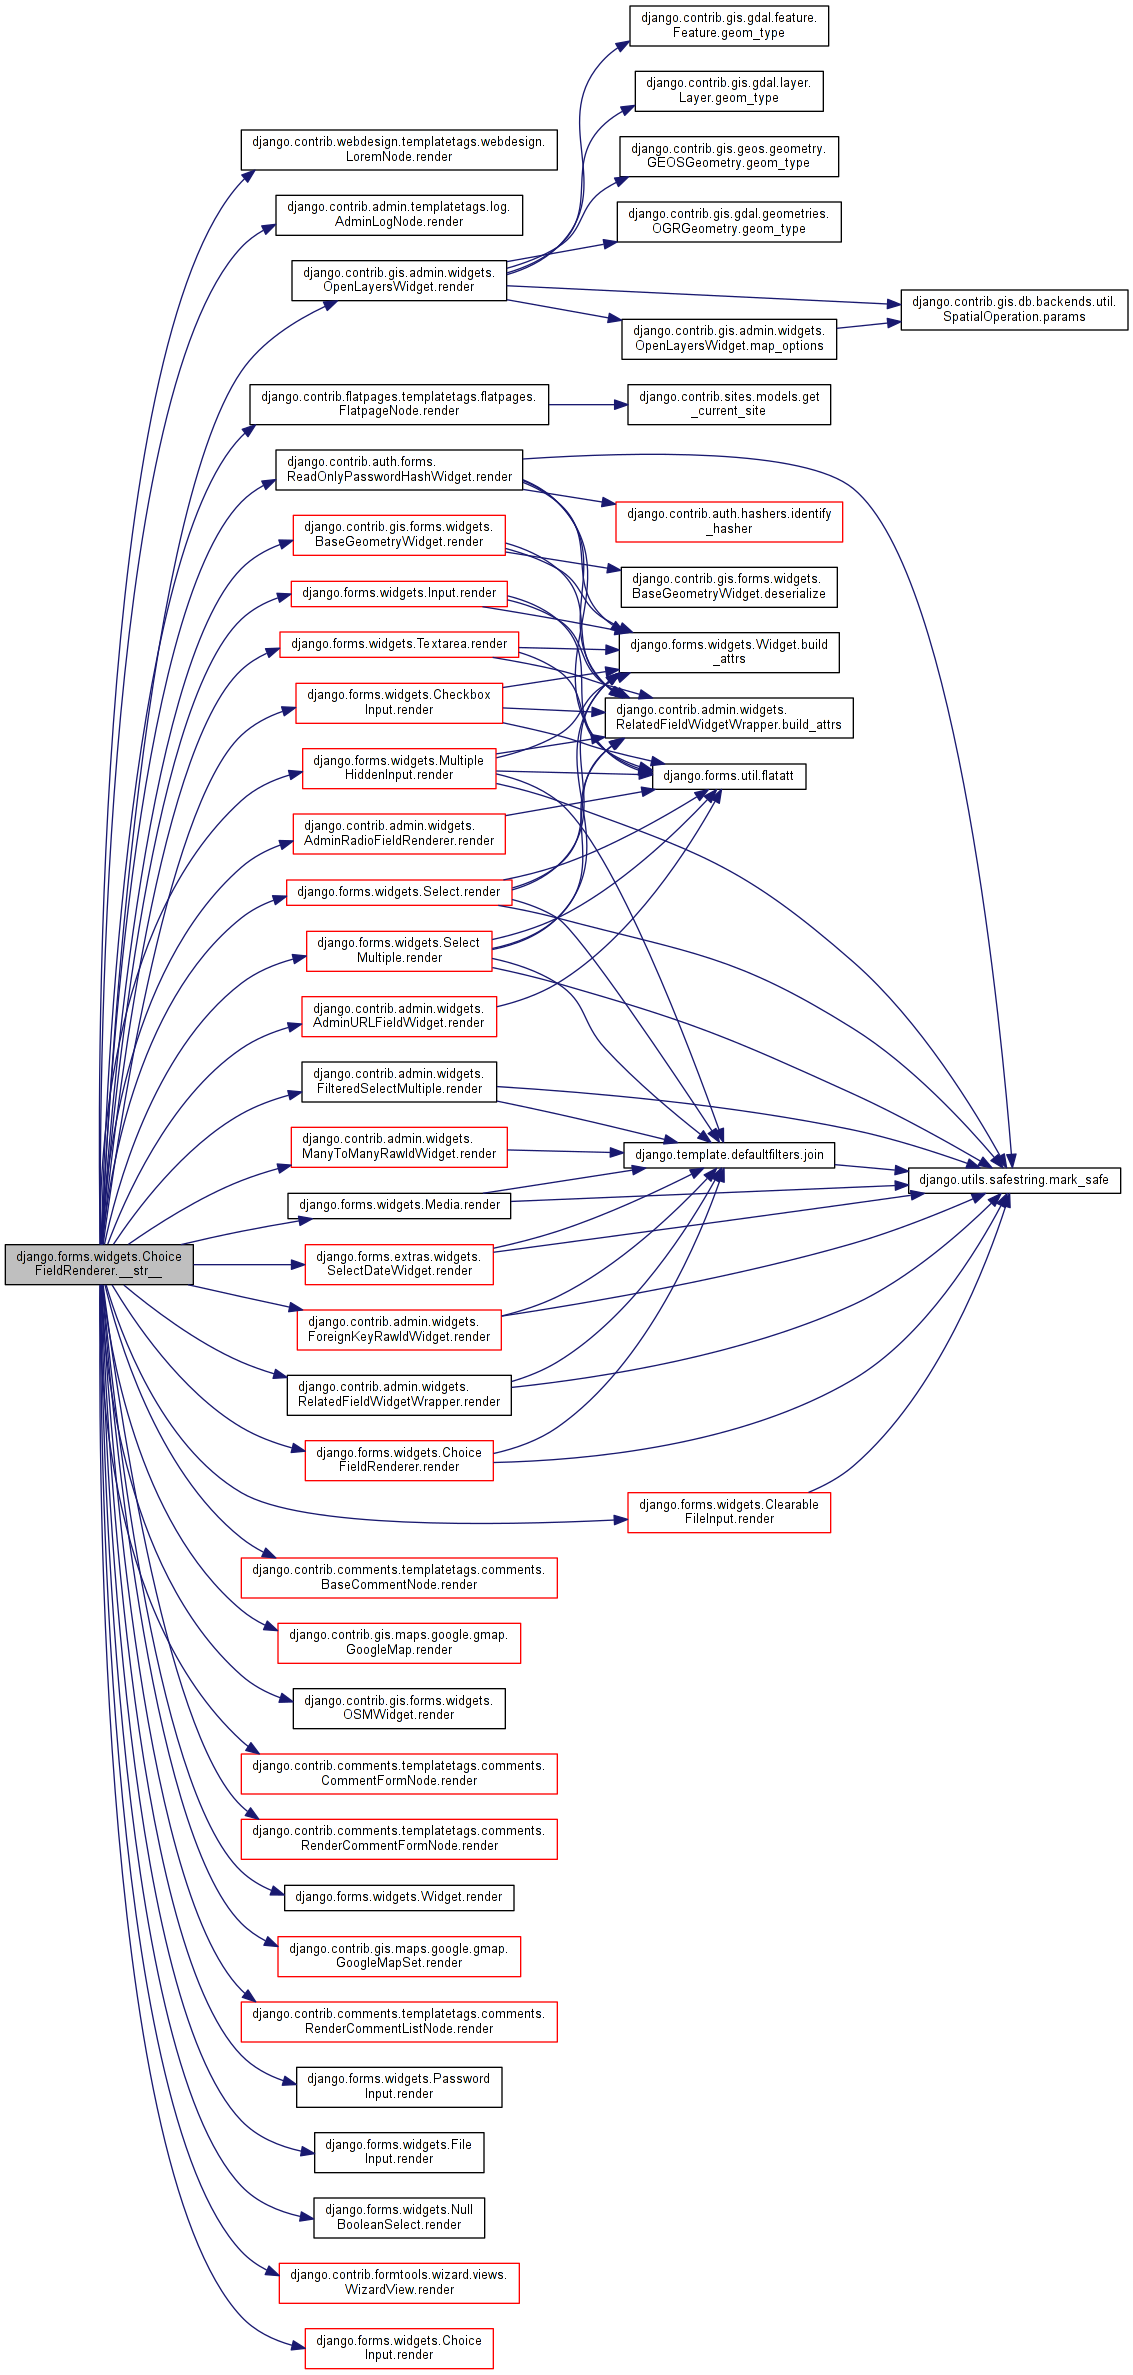 django.contrib.gis.gdal.feature.
Feature.geom_type
django.contrib.gis.gdal.layer.
Layer.geom_type
django.contrib.webdesign.templatetags.webdesign.
LoremNode.render
django.contrib.gis.geos.geometry.
GEOSGeometry.geom_type
django.contrib.admin.templatetags.log.
AdminLogNode.render
django.contrib.gis.gdal.geometries.
OGRGeometry.geom_type
django.contrib.gis.admin.widgets.
OpenLayersWidget.render
django.contrib.gis.db.backends.util.
SpatialOperation.params
django.contrib.gis.admin.widgets.
OpenLayersWidget.map_options
django.contrib.flatpages.templatetags.flatpages.
FlatpageNode.render
django.contrib.sites.models.get
_current_site
django.contrib.auth.forms.
ReadOnlyPasswordHashWidget.render
django.contrib.auth.hashers.identify
_hasher
django.contrib.gis.forms.widgets.
BaseGeometryWidget.render
django.contrib.gis.forms.widgets.
BaseGeometryWidget.deserialize
django.forms.widgets.Input.render
django.forms.widgets.Textarea.render
django.forms.widgets.Widget.build
_attrs
django.forms.widgets.Checkbox
Input.render
django.contrib.admin.widgets.
RelatedFieldWidgetWrapper.build_attrs
django.forms.widgets.Multiple
HiddenInput.render
django.forms.util.flatatt
django.contrib.admin.widgets.
AdminRadioFieldRenderer.render
django.forms.widgets.Select.render
django.forms.widgets.Select
Multiple.render
django.contrib.admin.widgets.
AdminURLFieldWidget.render
django.contrib.admin.widgets.
FilteredSelectMultiple.render
django.contrib.admin.widgets.
ManyToManyRawIdWidget.render
django.template.defaultfilters.join
django.utils.safestring.mark_safe
django.forms.widgets.Media.render
django.forms.widgets.Choice
FieldRenderer.__str__
django.forms.extras.widgets.
SelectDateWidget.render
django.contrib.admin.widgets.
ForeignKeyRawIdWidget.render
django.contrib.admin.widgets.
RelatedFieldWidgetWrapper.render
django.forms.widgets.Choice
FieldRenderer.render
django.forms.widgets.Clearable
FileInput.render
django.contrib.comments.templatetags.comments.
BaseCommentNode.render
django.contrib.gis.maps.google.gmap.
GoogleMap.render
django.contrib.gis.forms.widgets.
OSMWidget.render
django.contrib.comments.templatetags.comments.
CommentFormNode.render
django.contrib.comments.templatetags.comments.
RenderCommentFormNode.render
django.forms.widgets.Widget.render
django.contrib.gis.maps.google.gmap.
GoogleMapSet.render
django.contrib.comments.templatetags.comments.
RenderCommentListNode.render
django.forms.widgets.Password
Input.render
django.forms.widgets.File
Input.render
django.forms.widgets.Null
BooleanSelect.render
django.contrib.formtools.wizard.views.
WizardView.render
django.forms.widgets.Choice
Input.render